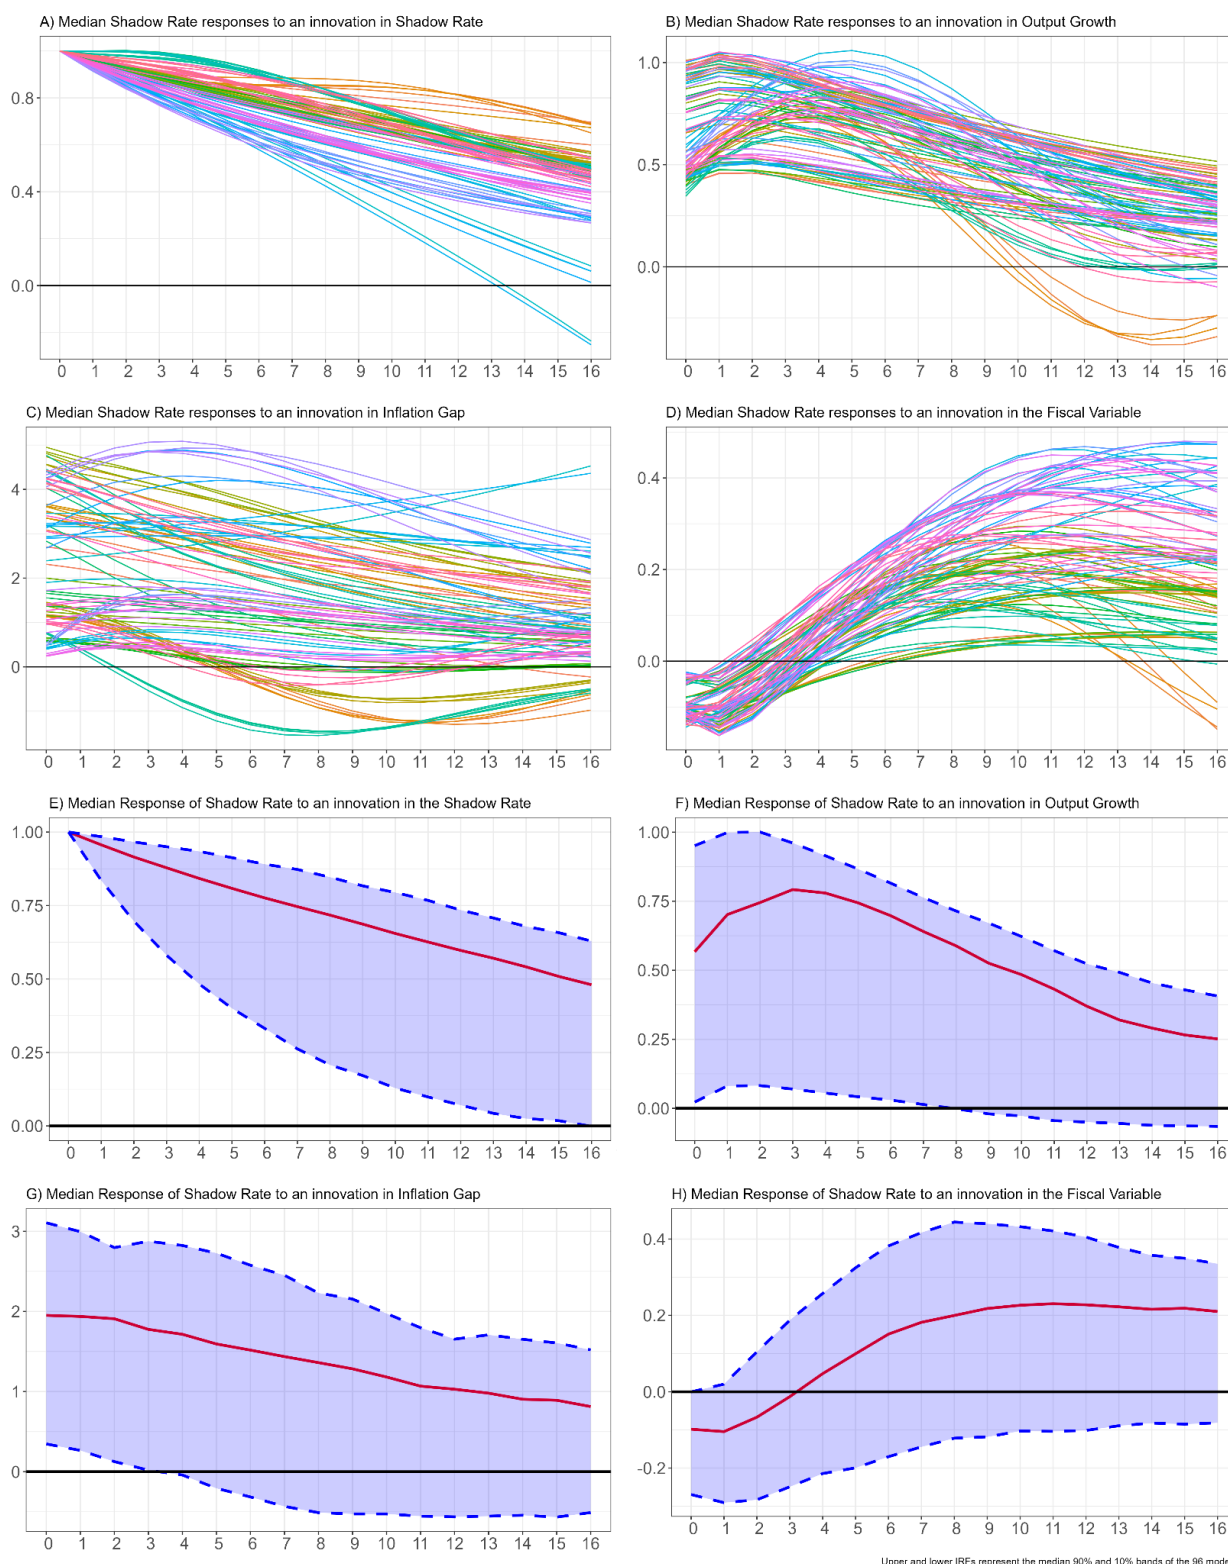 A) Median Shadow Rate responses to an innovation in Shadow Rate
0.8
0.4
0.0
0 1 2 3 4 5 6 7 8 9 10 11 12 13 14 15 16
B) Median Shadow Rate responses to an innovation in Output Growth
1.0
0.5
0.0
0 1 2 3 4 5 6 7 8 9 10 11 12 13 14 15 16
C) Median Shadow Rate responses to an innovation in Inflation Gap
4
2
0
0 1 2 3 4 5 6 7 8 9 10 11 12 13 14 15 16
D) Median Shadow Rate responses to an innovation in the Fiscal Variable
0.4
0.2
0.0
0 1 2 3 4 5 6 7 8 9 10 11 12 13 14 15 16
E) Median Response of Shadow Rate to an innovation in the Shadow Rate
1.00
0.75
0.50
0.25
0.00
0 1 2 3 4 5 6 7 8 9 10 11 12 13 14 15 16
F) Median Response of Shadow Rate to an innovation in Output Growth
1.00
0.75
0.50
0.25
0.00
0 1 2 3 4 5 6 7 8 9 10 11 12 13 14 15 16
G) Median Response of Shadow Rate to an innovation in Inflation Gap
3
2
1
0
0 1 2 3 4 5 6 7 8 9 10 11 12 13 14 15 16
H) Median Response of Shadow Rate to an innovation in the Fiscal Variable
0.4
0.2
0.0
-0.2
0 1 2 3 4 5 6 7 8 9 10 11 12 13 14 15 16
Upper and lower IRFs represent the median 90% and 10% bands of the 96